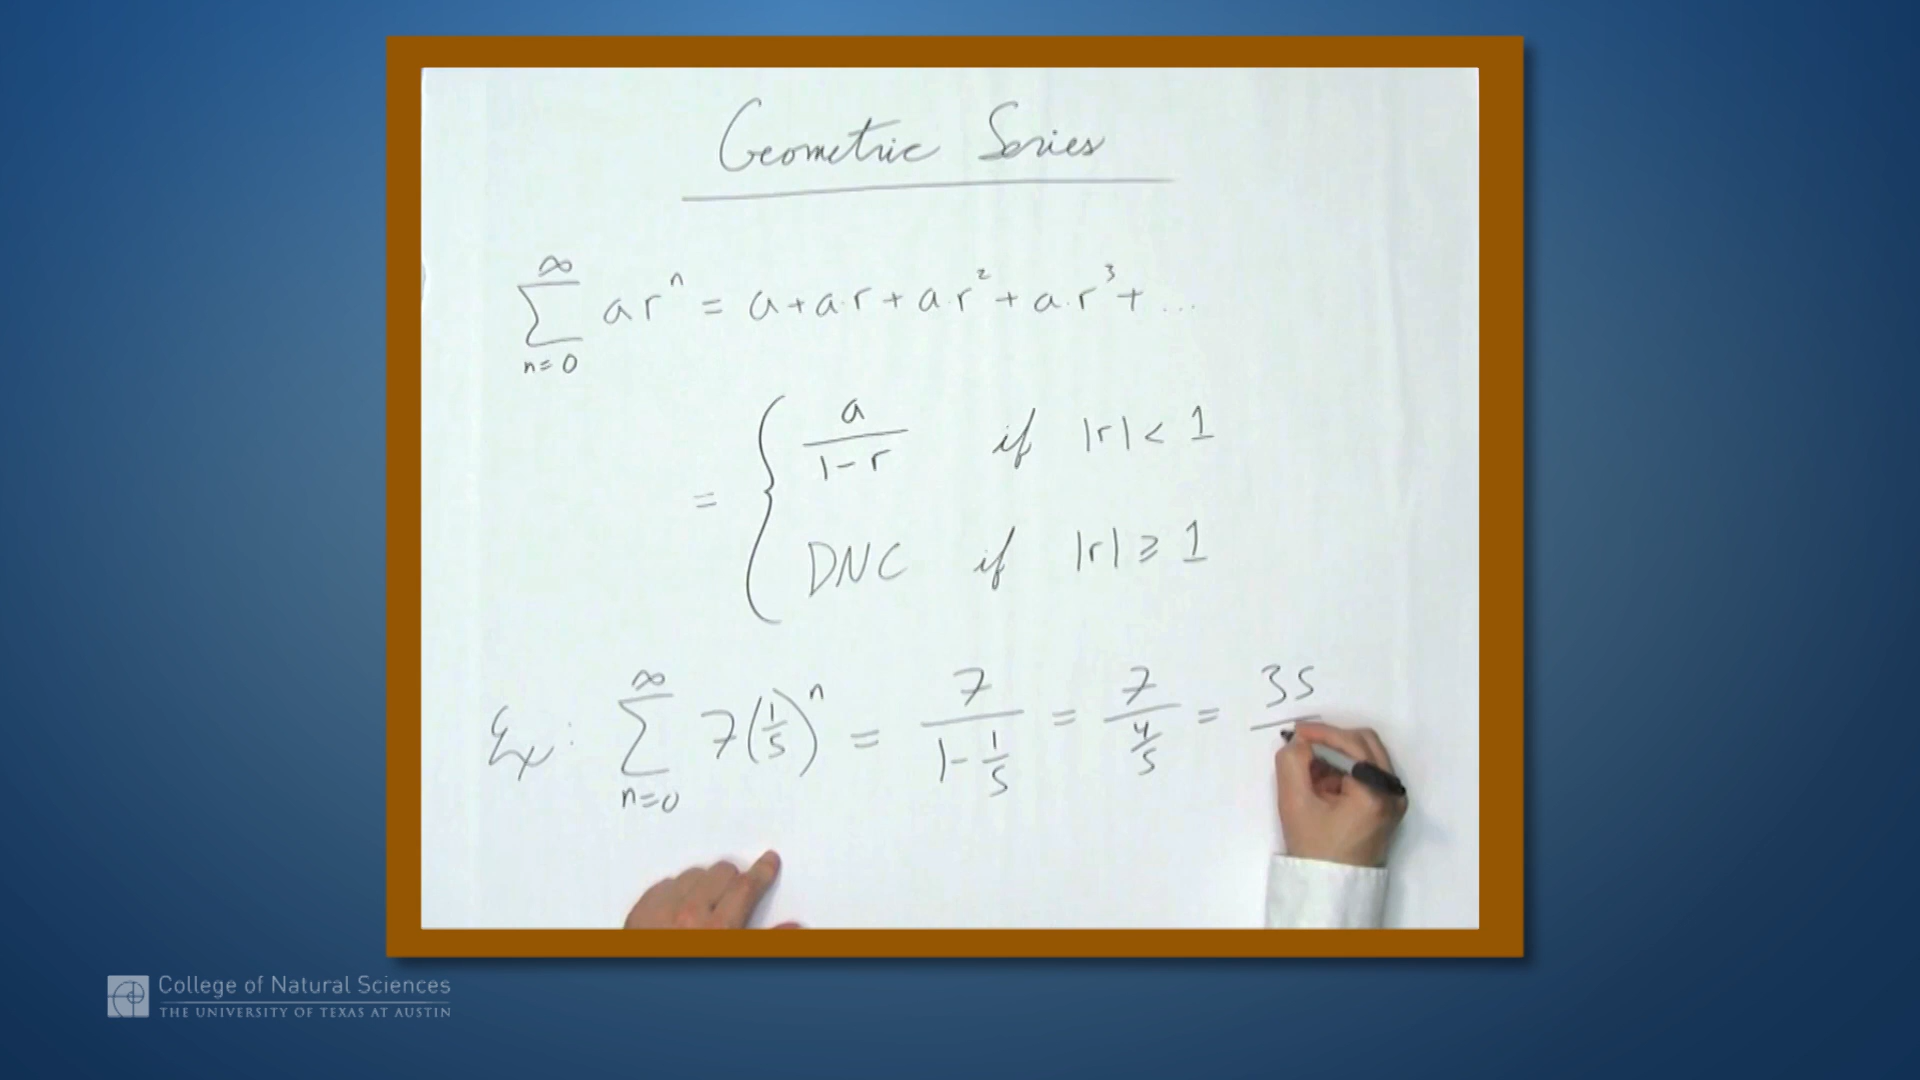 Geometric Series
∞
∑ ar^n = a + a·r + a·r^2 + a·r^3 + ...
n=0
= { a/(1-r) if |r| < 1
DNC if |r| ≥ 1
Ex: ∑_{n=0}^{∞} 7(1/5)^n = 7/(1-1/5) = 7/(4/5) = 35/
College of Natural Sciences
THE UNIVERSITY OF TEXAS AT AUSTIN